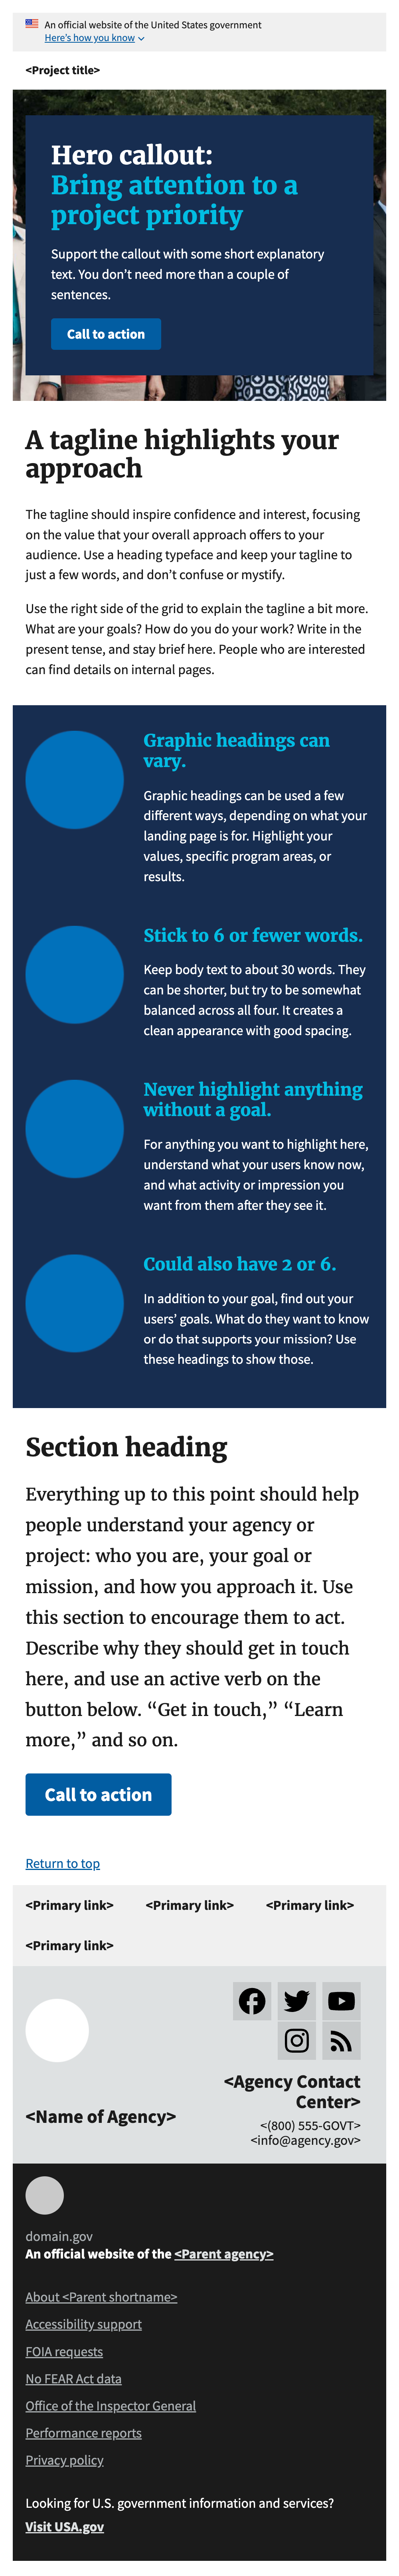 An official website of the United States government
Here’s how you know
<Project title>
Hero callout:
Bring attention to a
project priority
Support the callout with some short explanatory
text. You don’t need more than a couple of
sentences.
Call to action
A tagline highlights your
approach
The tagline should inspire confidence and interest, focusing
on the value that your overall approach offers to your
audience. Use a heading typeface and keep your tagline to
just a few words, and don’t confuse or mystify.
Use the right side of the grid to explain the tagline a bit more.
What are your goals? How do you do your work? Write in the
present tense, and stay brief here. People who are interested
can find details on internal pages.
Graphic headings can
vary.
Graphic headings can be used a few
different ways, depending on what your
landing page is for. Highlight your
values, specific program areas, or
results.
Stick to 6 or fewer words.
Keep body text to about 30 words. They
can be shorter, but try to be somewhat
balanced across all four. It creates a
clean appearance with good spacing.
Never highlight anything
without a goal.
For anything you want to highlight here,
understand what your users know now,
and what activity or impression you
want from them after they see it.
Could also have 2 or 6.
In addition to your goal, find out your
users’ goals. What do they want to know
or do that supports your mission? Use
these headings to show those.
Section heading
Everything up to this point should help
people understand your agency or
project: who you are, your goal or
mission, and how you approach it. Use
this section to encourage them to act.
Describe why they should get in touch
here, and use an active verb on the
button below. “Get in touch,” “Learn
more,” and so on.
Call to action
Return to top
<Primary link> <Primary link> <Primary link>
<Primary link>
<Name of Agency>
<Agency Contact
Center>
<(800) 555-GOVT>
<info@agency.gov>
domain.gov
An official website of the <Parent agency>
About <Parent shortname>
Accessibility support
FOIA requests
No FEAR Act data
Office of the Inspector General
Performance reports
Privacy policy
Looking for U.S. government information and services?
Visit USA.gov